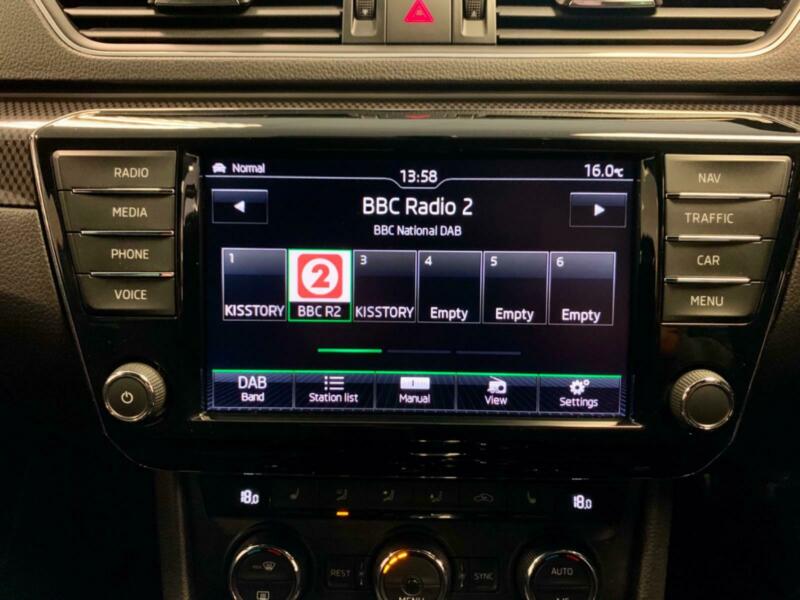 Normal
13:58
16.0°C
BBC Radio 2
BBC National DAB
RADIO
MEDIA
PHONE
VOICE
NAV
TRAFFIC
CAR
MENU
1
2
3
4
5
6
KISSTORY
BBC R2
KISSTORY
Empty
Empty
Empty
DAB
Band
Station list
Manual
View
Settings
18.0
18.0
REST
MENU
SYNC
AUTO